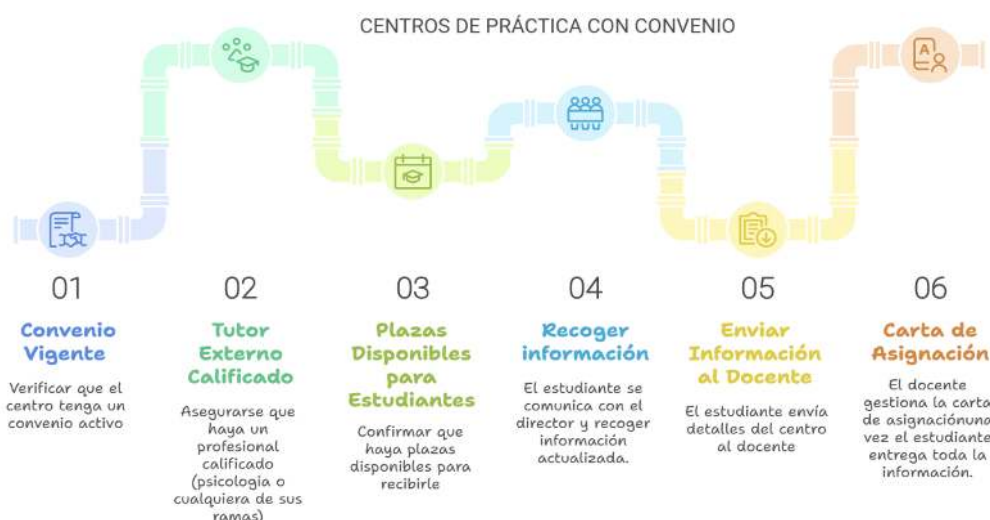 CENTROS DE PRÁCTICA CON CONVENIO
A
01
Convenio
Vigente
Verificar que el
centro tenga un
convenio activo
02
Tutor
Externo
Calificado
Asegurarse que
haya un
profesional
calificado
(psicologia o
cualquiera de sus
ramas)
03
Plazas
Disponibles
para
Estudiantes
Confirmar que
haya plazas
disponibles para
recibirle
04
Recoger
información
El estudiante se
comunica con el
director y recoger
información
actualizada.
05
Enviar
Información
al Docente
El estudiante envía
detalles del centro
al docente
06
Carta de
Asignación
El docente
gestiona la carta
de asignaciónuna
vez el estudiante
entrega toda la
información.